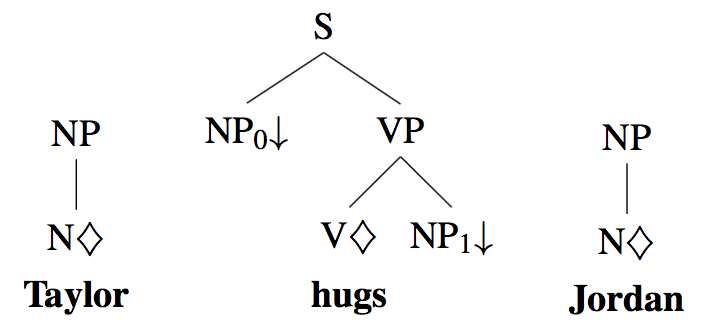 S
NP NP₀↓ VP NP
N◇ V◇ NP₁↓ N◇
Taylor hugs Jordan